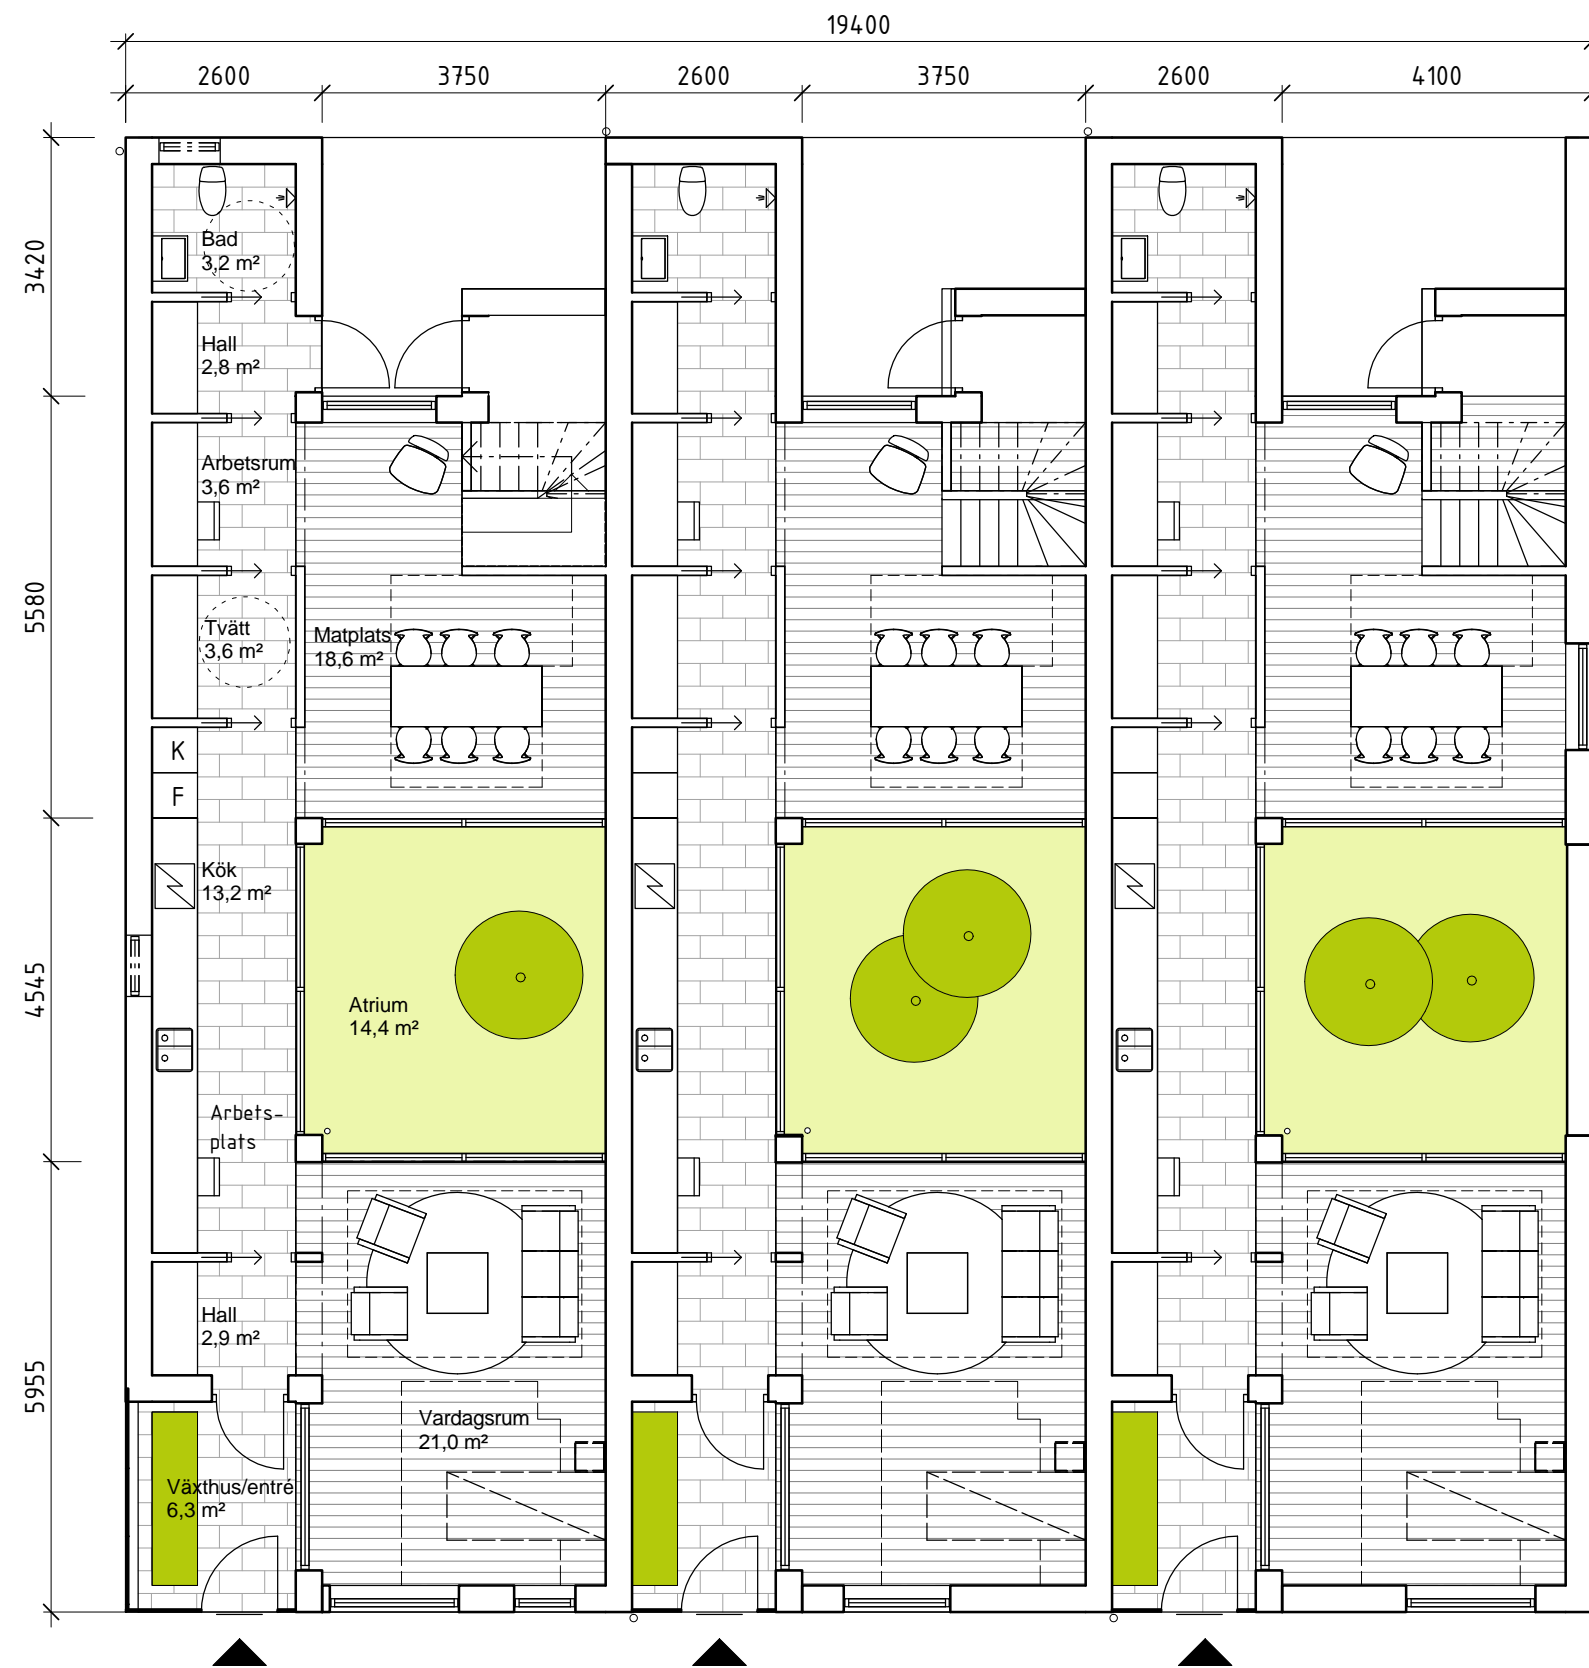 19400
2600 3750 2600 3750 2600 4100
3420
5580
4545
5955
Bad
3,2 m²
Hall
2,8 m²
Arbetsrum
3,6 m²
Tvätt
3,6 m²
Matplats
18,6 m²
K
F
Kök
13,2 m²
Atrium
14,4 m²
Arbets-
plats
Hall
2,9 m²
Vardagsrum
21,0 m²
Växthus/entré
6,3 m²